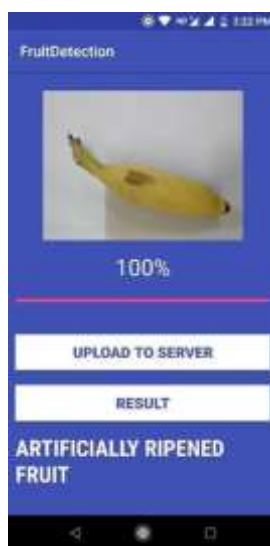 FruitDetection
100%
UPLOAD TO SERVER
RESULT
ARTIFICIALLY RIPENED
FRUIT